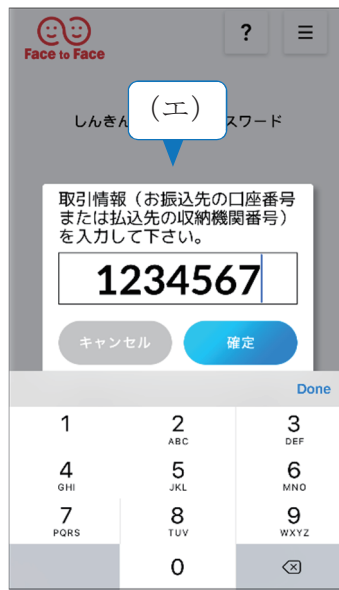 Face to Face
?
しんきん
スワード
(エ)
取引情報(お振込先の口座番号
または払込先の収納機関番号)
を入力して下さい。
1234567
キャンセル
確定
Done
1
2
ABC
3
DEF
4
GHI
5
JKL
6
MNO
7
PQRS
8
TUV
9
WXYZ
0